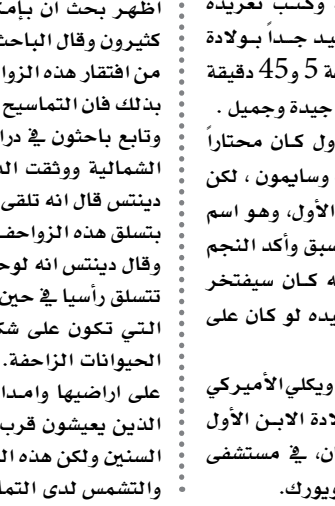 وكتب تغريده
يد جداً بولادة
ة 5 و45 دقيقة
جيدة وجميل .
ول كان محتاراً
وسايمون ، لكن
الأول، وهو اسم
سبق وأكد النجم
ه كان سيفتخر
يده لو كان على
ويكلي الأميركي
لادة الابن الأول
ان، في مستشفى
ويورك.
اظهر بحث ان بإمك
كثيرون وقال الباحث
من افتقار هذه الزوا
بذلك فان التماسيح
وتابع باحثون في درا
الشمالية ووثقت الد
دينتس قال انه تلقى
بتسلق هذه الزواحف
وقال دينتس انه لوح
تتسلق رأسيا في حين
التي تكون على شك
الحيوانات الزاحفة.
على اراضيها وامدا
الذين يعيشون قرب
السنين ولكن هذه ال
والتشمس لدى التما